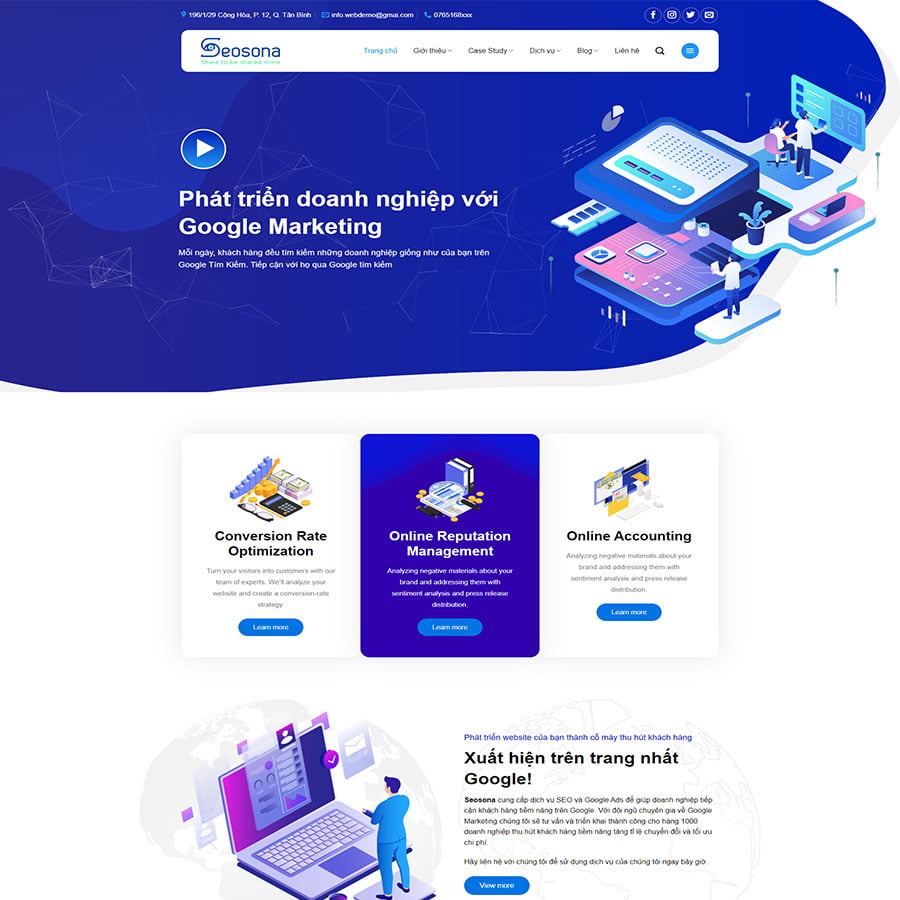 196/1/29 Cộng Hòa, P. 12, Q. Tân Bình
info.webdemo@gmai.com
0765168xxx
Seosona
Share to be shared more
Trang chủ
Giới thiệu
Case Study
Dịch vụ
Blog
Liên hệ
Phát triển doanh nghiệp với
Google Marketing
Mỗi ngày, khách hàng đều tìm kiếm những doanh nghiệp giống như của bạn trên
Google Tìm Kiếm. Tiếp cận với họ qua Google tìm kiếm
Conversion Rate
Optimization
Turn your visitors into customers with our
team of experts. We'll analyze your
website and create a conversion-rate
strategy.
Learn more
Online Reputation
Management
Analyzing negative materials about your
brand and addressing them with
sentiment analysis and press release
distribution.
Learn more
Online Accounting
Analyzing negative materials about your
brand and addressing them with
sentiment analysis and press release
distribution.
Learn more
Phát triển website của bạn thành cỗ máy thu hút khách hàng
Xuất hiện trên trang nhất
Google!
Seosona cung cấp dịch vụ SEO và Google Ads để giúp doanh nghiệp tiếp
cận khách hàng tiềm năng trên Google. Với đội ngũ chuyên gia về Google
Marketing chúng tôi sẽ tư vấn và triển khai thành công cho hàng 1000
doanh nghiệp thu hút khách hàng tiềm năng tăng tỉ lệ chuyển đổi và tối ưu
chi phí.
Hãy liên hệ với chúng tôi để sử dụng dịch vụ của chúng tôi ngay bây giờ.
View more